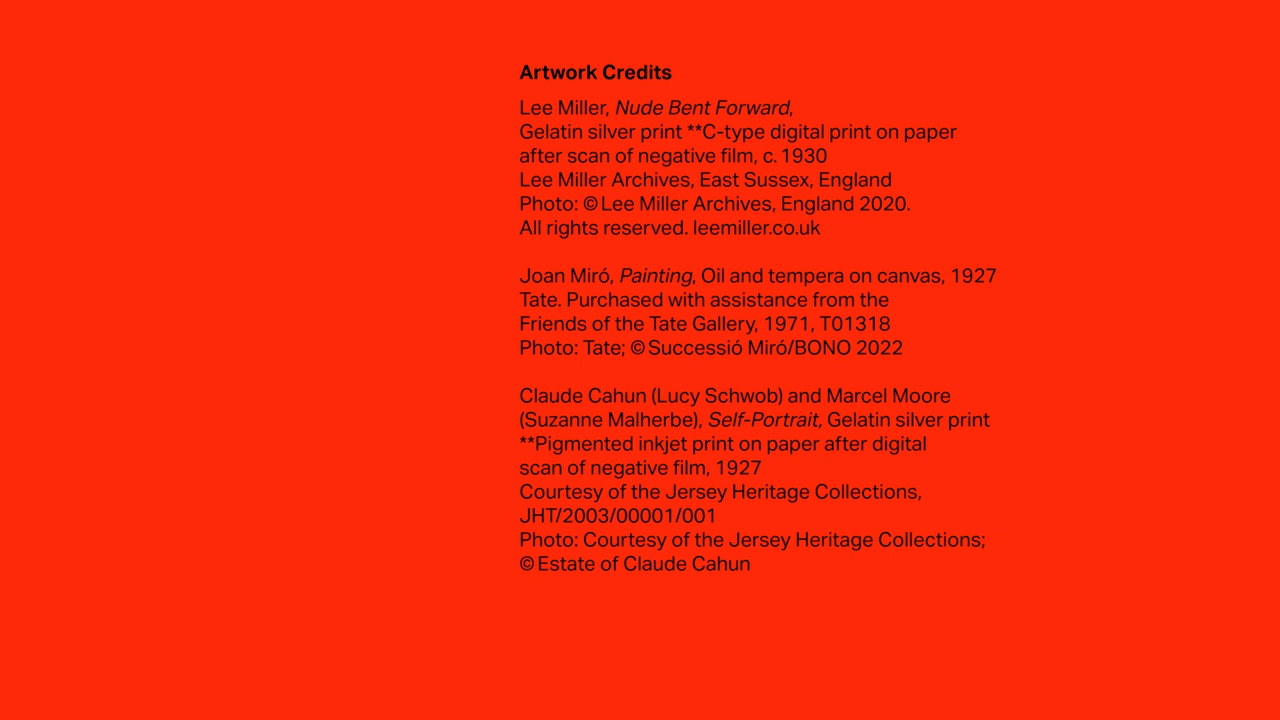 Artwork Credits
Lee Miller, Nude Bent Forward,
Gelatin silver print **C-type digital print on paper
after scan of negative film, c. 1930
Lee Miller Archives, East Sussex, England
Photo: © Lee Miller Archives, England 2020.
All rights reserved. leemiller.co.uk
Joan Miró, Painting, Oil and tempera on canvas, 1927
Tate. Purchased with assistance from the
Friends of the Tate Gallery, 1971, T01318
Photo: Tate; © Successió Miró/BONO 2022
Claude Cahun (Lucy Schwob) and Marcel Moore
(Suzanne Malherbe), Self-Portrait, Gelatin silver print
**Pigmented inkjet print on paper after digital
scan of negative film, 1927
Courtesy of the Jersey Heritage Collections,
JHT/2003/00001/001
Photo: Courtesy of the Jersey Heritage Collections;
© Estate of Claude Cahun